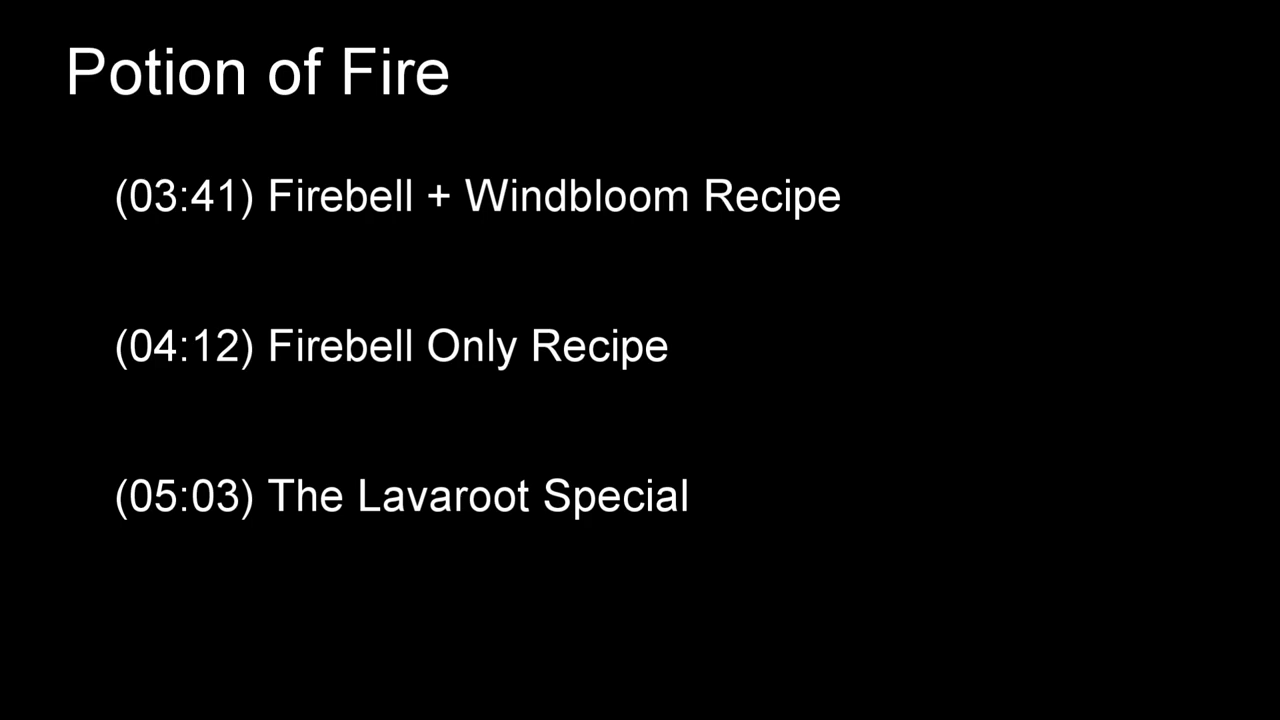 Potion of Fire
(03:41) Firebell + Windbloom Recipe
(04:12) Firebell Only Recipe
(05:03) The Lavaroot Special